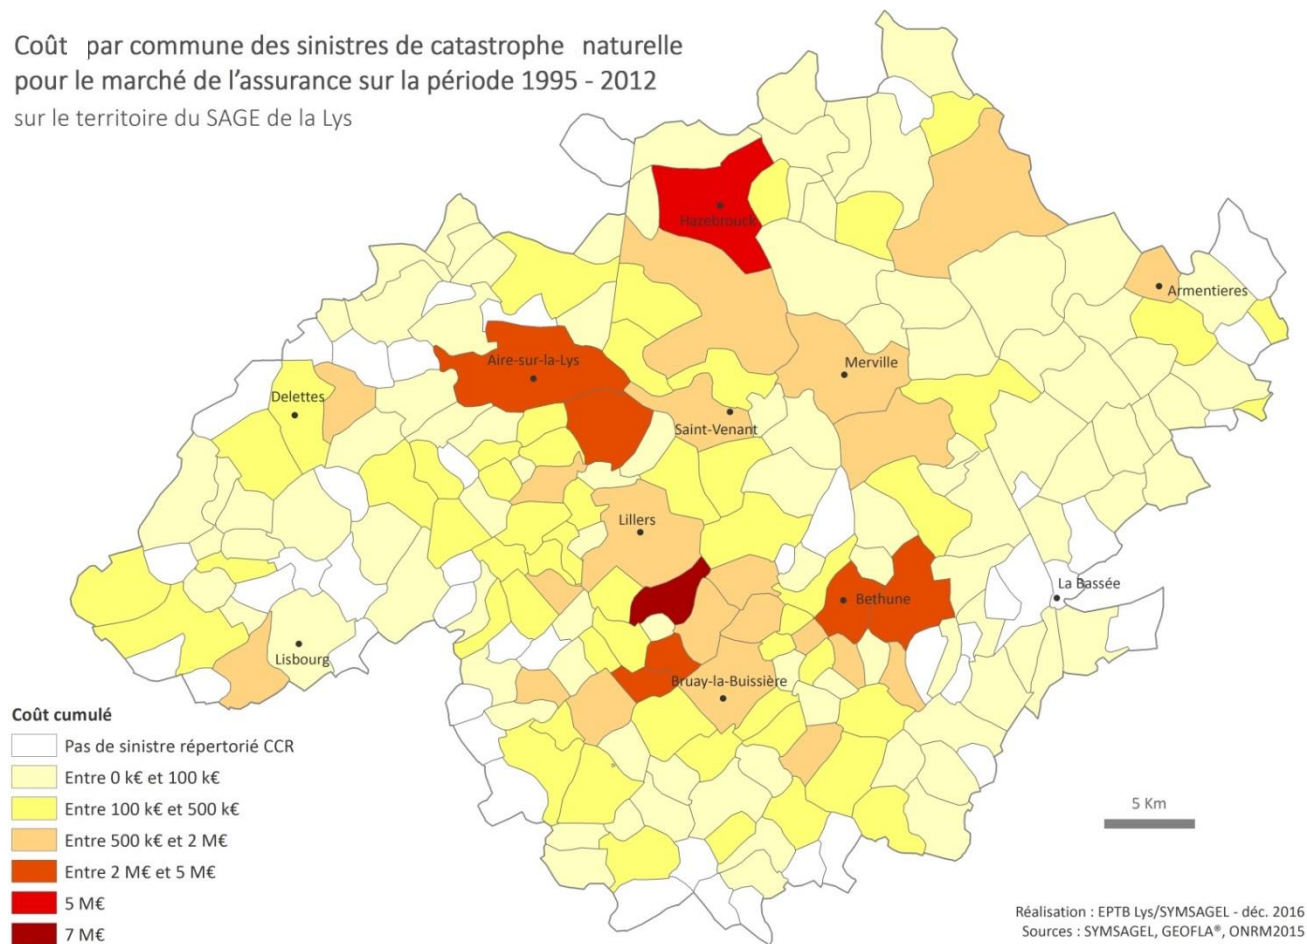 Coût par commune des sinistres de catastrophe naturelle
pour le marché de l'assurance sur la période 1995 - 2012
sur le territoire du SAGE de la Lys
Hazebrouck
Armentieres
Aire-sur-la-Lys
Merville
Delettes
Saint-Venant
Lillers
La Bassée
Bethune
Lisbourg
Bruay-la-Buissière
Coût cumulé
Pas de sinistre répertorié CCR
Entre 0 k€ et 100 k€
Entre 100 k€ et 500 k€
Entre 500 k€ et 2 M€
Entre 2 M€ et 5 M€
5 M€
7 M€
5 Km
Réalisation : EPTB Lys/SYMSAGEL - déc. 2016
Sources : SYMSAGEL, GEOFLA®, ONRM2015